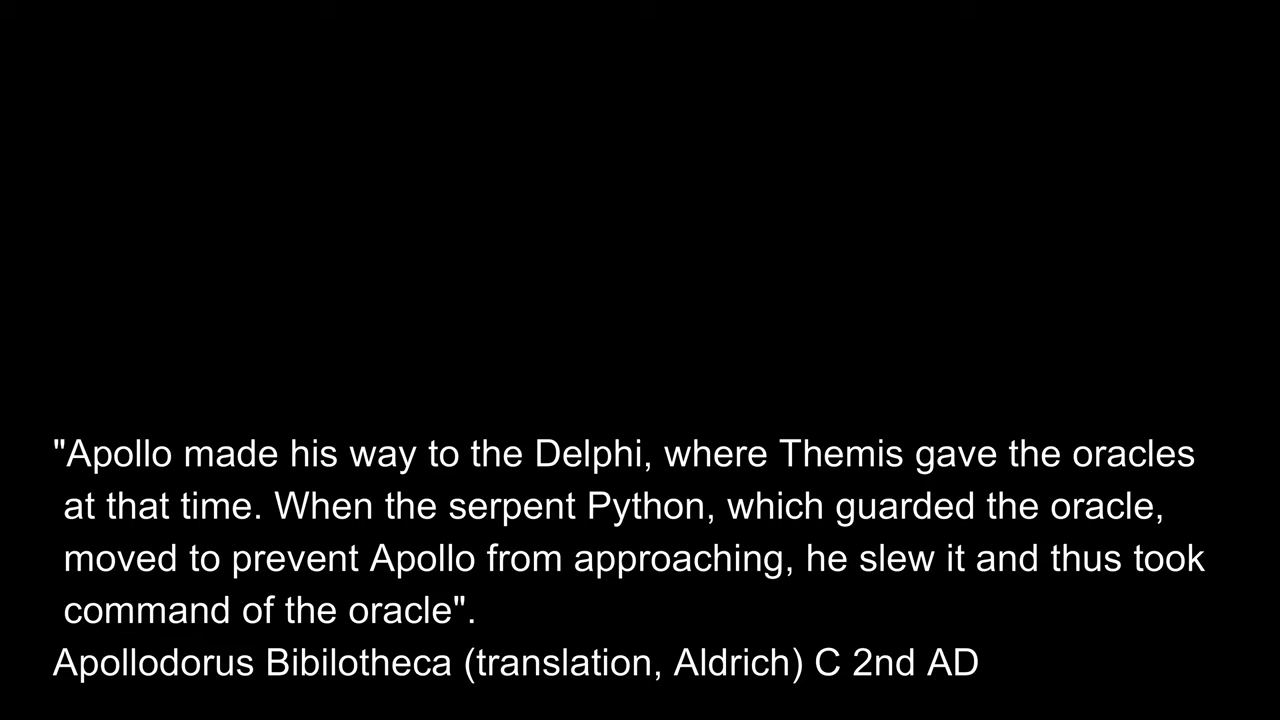 "Apollo made his way to the Delphi, where Themis gave the oracles
at that time. When the serpent Python, which guarded the oracle,
moved to prevent Apollo from approaching, he slew it and thus took
command of the oracle".
Apollodorus Bibilotheca (translation, Aldrich) C 2nd AD